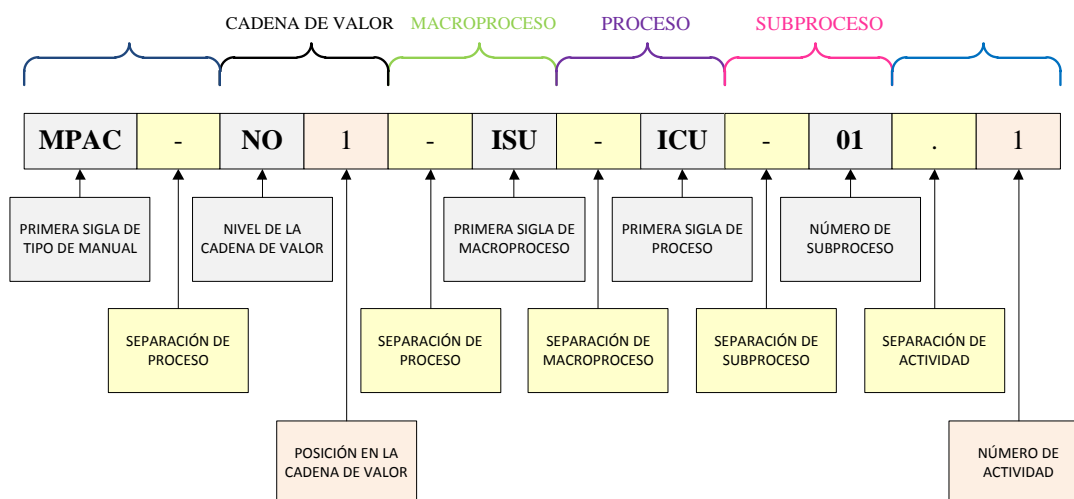 CADENA DE VALOR MACROPROCESO PROCESO SUBPROCESO
MPAC - NO 1 - ISU - ICU - 01 . 1
PRIMERA SIGLA DE
TIPO DE MANUAL
NIVEL DE LA
CADENA DE VALOR
PRIMERA SIGLA DE
MACROPROCESO
PRIMERA SIGLA DE
PROCESO
NÚMERO DE
SUBPROCESO
SEPARACIÓN DE
PROCESO
SEPARACIÓN DE
PROCESO
SEPARACIÓN DE
MACROPROCESO
SEPARACIÓN DE
SUBPROCESO
SEPARACIÓN DE
ACTIVIDAD
POSICIÓN EN LA
CADENA DE VALOR
NÚMERO DE
ACTIVIDAD